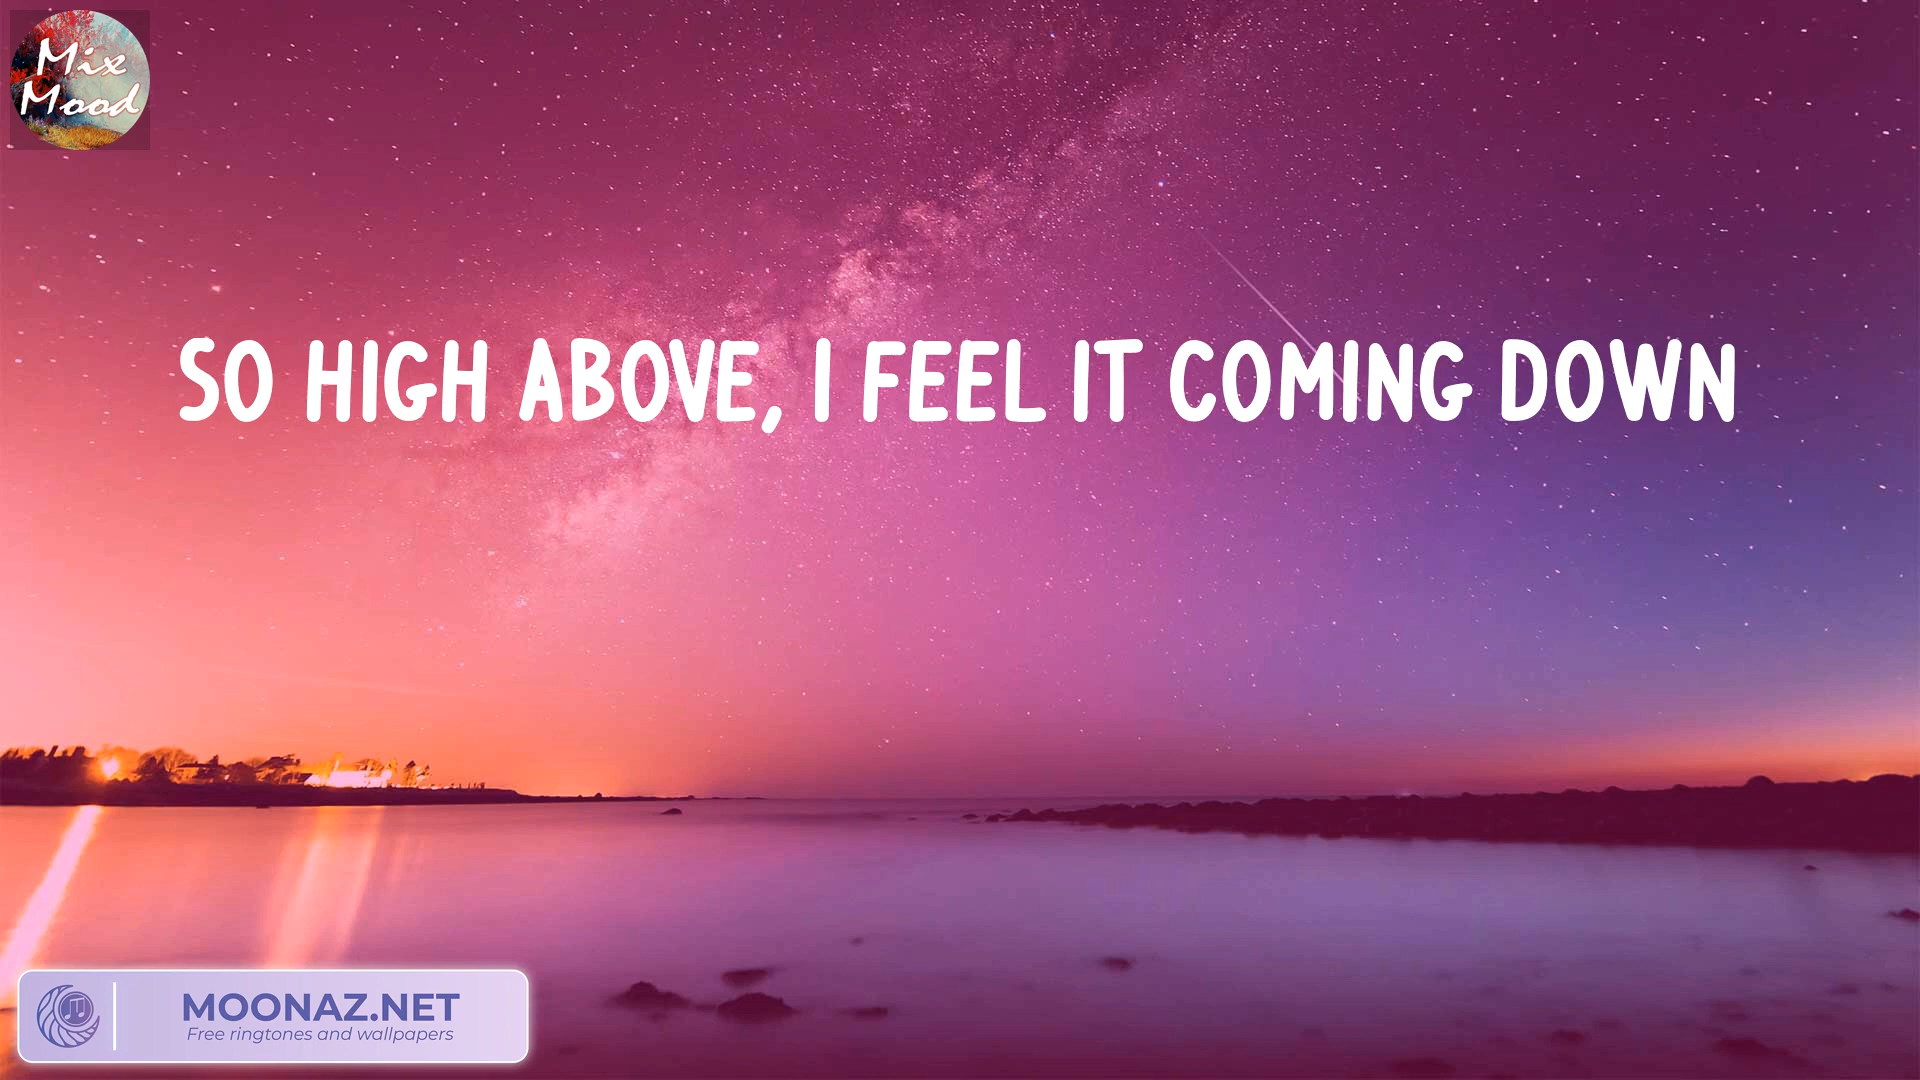 Mix
Mood
SO HIGH ABOVE, I FEEL IT COMING DOWN
MOONAZ.NET
Free ringtones and wallpapers